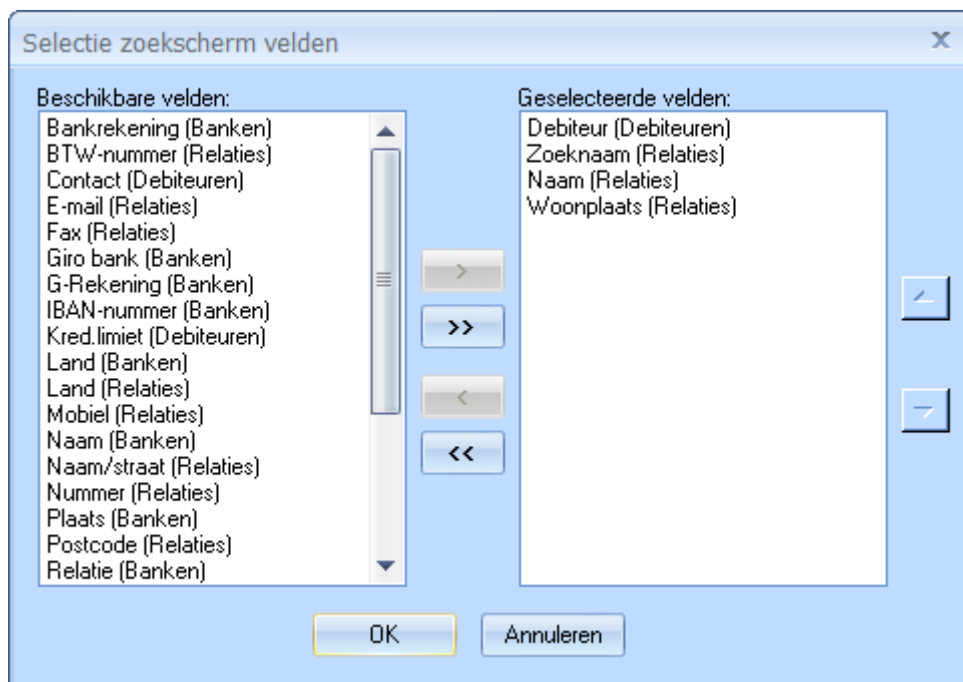 Selectie zoekscherm velden
x
Beschikbare velden:
Bankrekening (Banken)
BTW-nummer (Relaties)
Contact (Debiteuren)
E-mail (Relaties)
Fax (Relaties)
Giro bank (Banken)
G-Rekening (Banken)
IBAN-nummer (Banken)
Kred.limiet (Debiteuren)
Land (Banken)
Land (Relaties)
Mobiel (Relaties)
Naam (Banken)
Naam/straat (Relaties)
Nummer (Relaties)
Plaats (Banken)
Postcode (Relaties)
Relatie (Banken)
>
>>
<
<<
Geselecteerde velden:
Debiteur (Debiteuren)
Zoeknaam (Relaties)
Naam (Relaties)
Woonplaats (Relaties)
OK
Annuleren